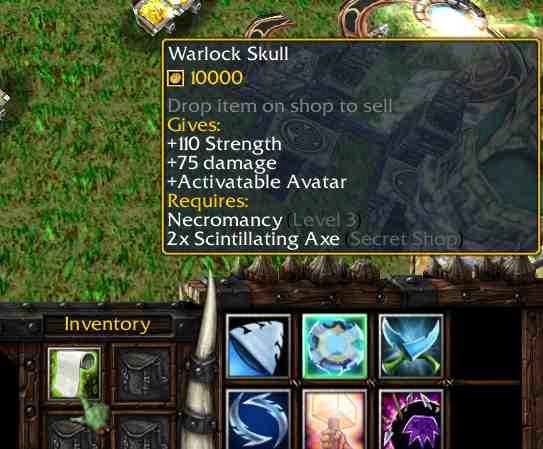 Warlock Skull
10000
Drop item on shop to sell
Gives:
+110 Strength
+75 damage
+Activatable Avatar
Requires:
Necromancy (Level 3)
2x Scintillating Axe (Secret Shop)
Inventory